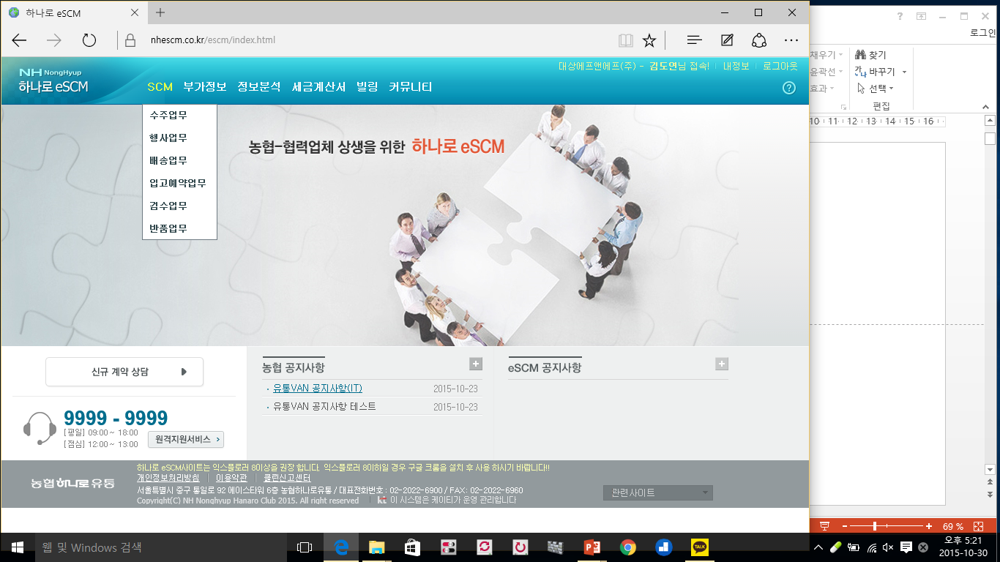 하나로 eSCM
nhescm.co.kr/escm/index.html
로그인
채우기
윤곽선
효과
찾기
바꾸기
선택
편집
10 11 12 13 14 15 16
NH NongHyup
하나로 eSCM
대상에프앤에프(주) - 김도연님 접속! 내정보 로그아웃
SCM 부가정보 정보분석 세금계산서 빌링 커뮤니티
수주업무
행사업무
배송업무
입고예약업무
검수업무
반품업무
농협-협력업체 상생을 위한 하나로 eSCM
신규 계약 상담
9999 - 9999
[평일] 09:00 ~ 18:00
[점심] 12:00 ~ 13:00
원격지원서비스
농협 공지사항
유통VAN 공지사항(IT) 2015-10-23
유통VAN 공지사항 테스트 2015-10-23
eSCM 공지사항
농협하나로유통
하나로 eSCM사이트는 익스플로러 8이상을 권장 합니다, 익스플로러 8이하일 경우 구글 크롬을 설치 후 사용 하시기 바랍니다!!
개인정보처리방침 이용약관 클린신고센터
서울특별시 중구 통일로 92 에이스타워 6층 농협하나로유통 / 대표전화번호 : 02-2022-6900 / FAX: 02-2022-6960
Copyright(C) NH Nonghyup Hanaro Club 2015. All right reserved kt 이 시스템은 케이티가 운영 관리합니다
관련사이트
69 %
웹 및 Windows 검색
TALK
오후 5:21
2015-10-30